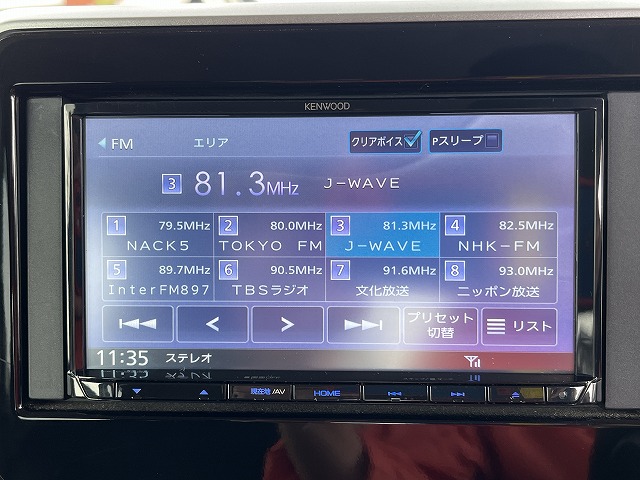 KENWOOD
FM エリア クリアボイス Pスリープ
3 81.3MHz J-WAVE
1 79.5MHz 2 80.0MHz 3 81.3MHz 4 82.5MHz
NACK5 TOKYO FM J-WAVE NHK-FM
5 89.7MHz 6 90.5MHz 7 91.6MHz 8 93.0MHz
InterFM897 TBSラジオ 文化放送 ニッポン放送
プリセット
切替 リスト
11:35 ステレオ
現在地/AV HOME